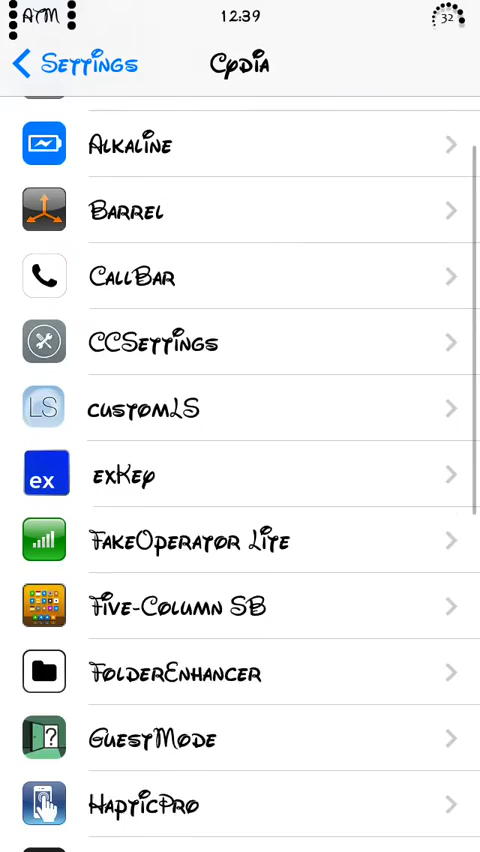 ATM 12:39 32
Settings Cydia
Alkaline
Barrel
CallBar
CCSettings
LS customLS
ex exKey
FakeOperator Lite
Five-Column SB
FolderEnhancer
? GuestMode
HapticPro